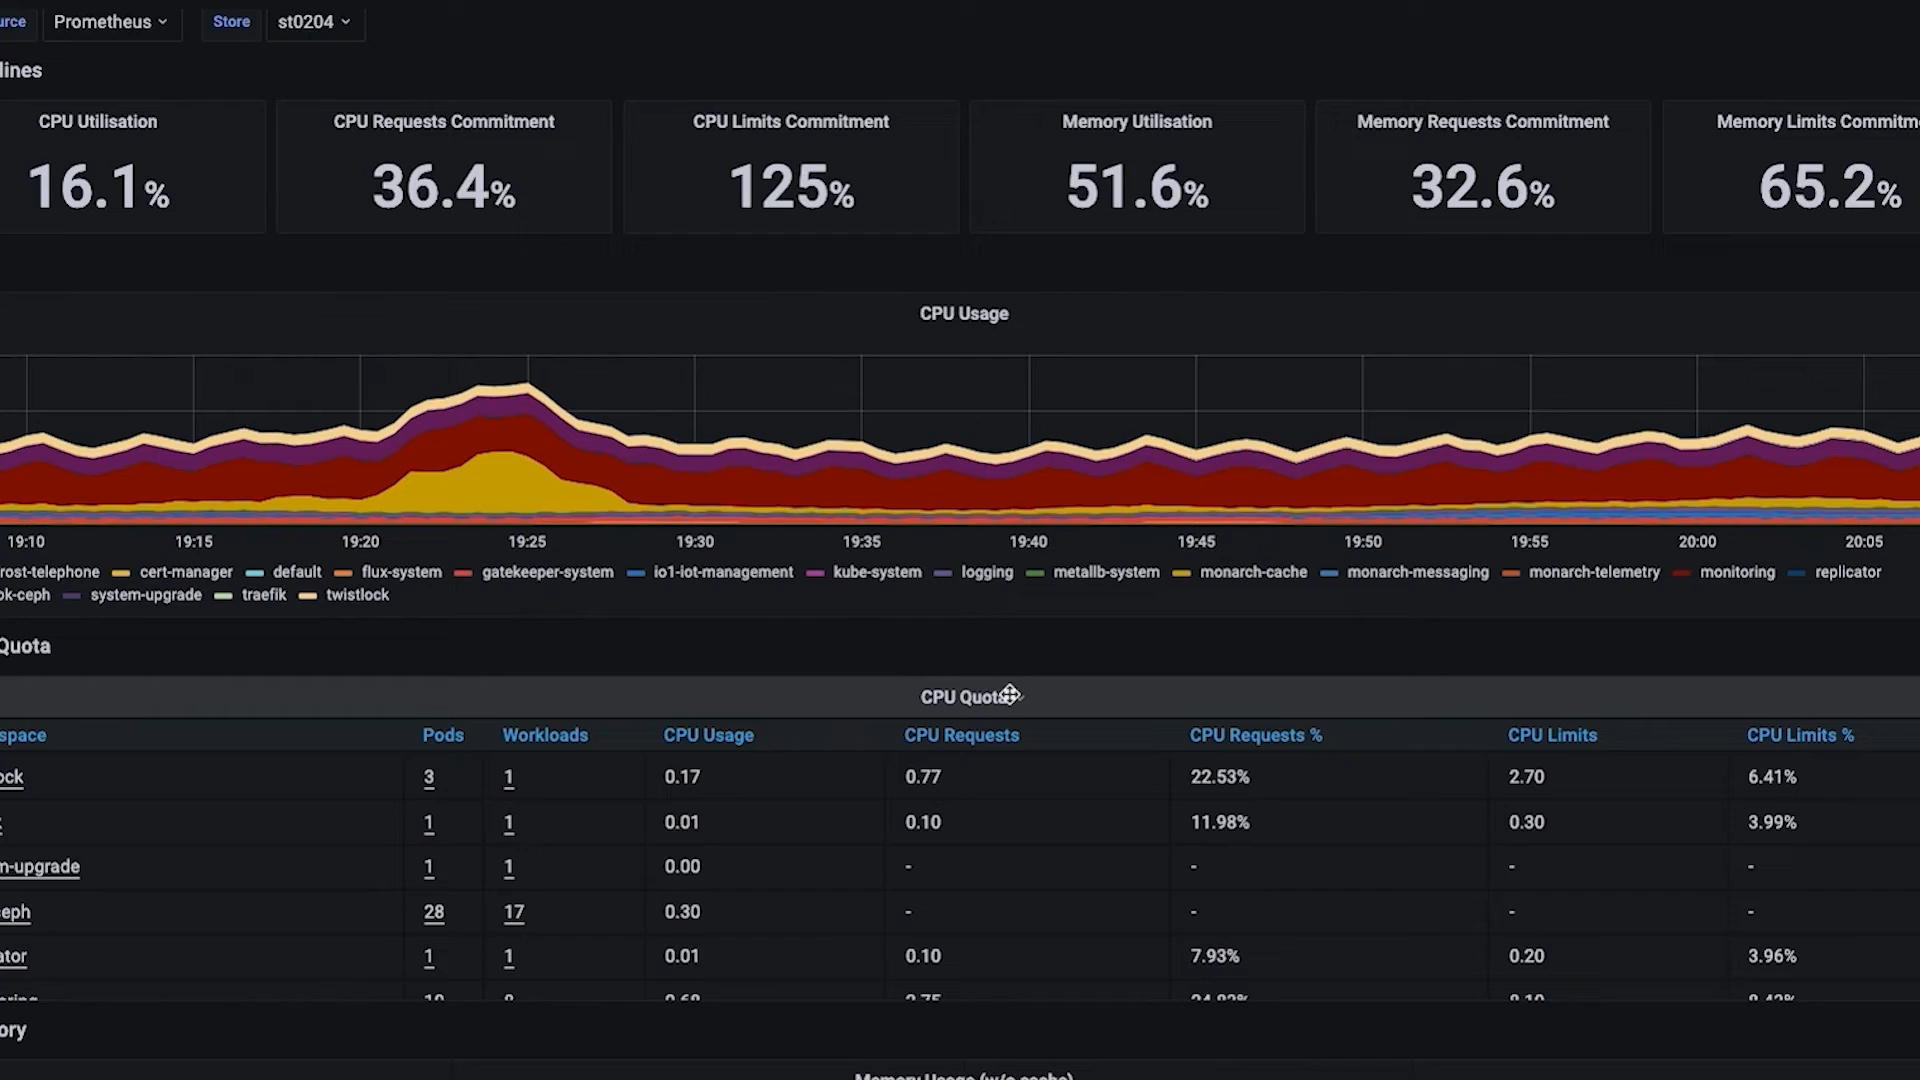 urce Prometheus Store st0204
lines
CPU Utilisation CPU Requests Commitment CPU Limits Commitment Memory Utilisation Memory Requests Commitment Memory Limits Commitm
16.1% 36.4% 125% 51.6% 32.6% 65.2%
CPU Usage
19:10 19:15 19:20 19:25 19:30 19:35 19:40 19:45 19:50 19:55 20:00 20:05
rost-telephone cert-manager default flux-system gatekeeper-system io1-iot-management kube-system logging metallb-system monarch-cache monarch-messaging monarch-telemetry monitoring replicator
ok-ceph system-upgrade traefik twistlock
Quota
CPU Quota
space Pods Workloads CPU Usage CPU Requests CPU Requests % CPU Limits CPU Limits %
ock 3 1 0.17 0.77 22.53% 2.70 6.41%
1 1 0.01 0.10 11.98% 0.30 3.99%
m-upgrade 1 1 0.00 - - - -
ceph 28 17 0.30 - - - -
ator 1 1 0.01 0.10 7.93% 0.20 3.96%
ory
Memory Usage (w/o cache)